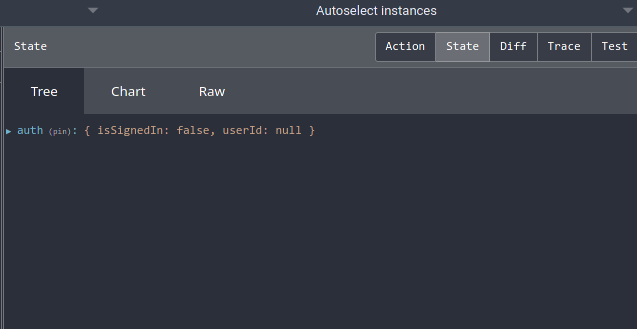 Autoselect instances
State Action State Diff Trace Test
Tree Chart Raw
auth (pin): { isSignedIn: false, userId: null }